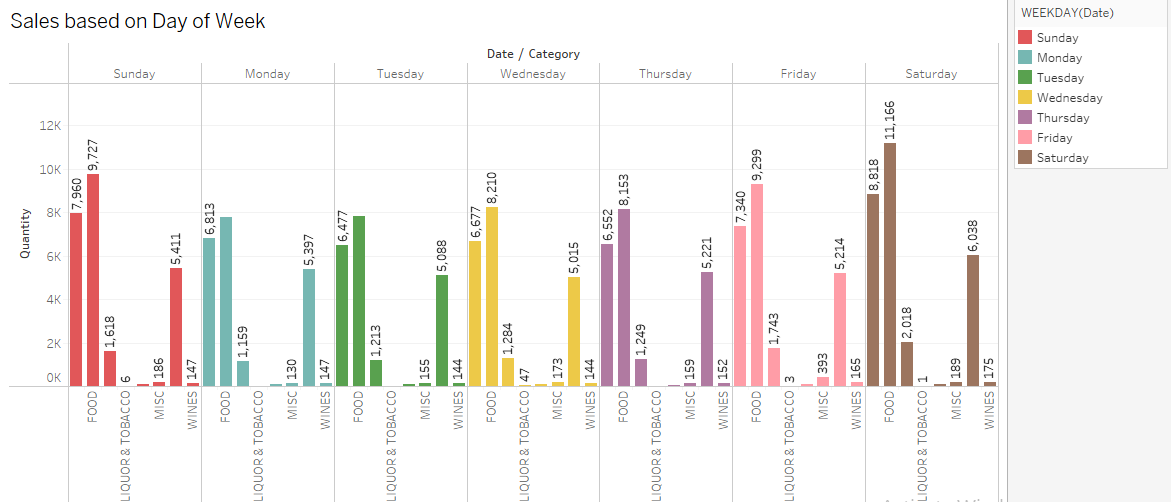 Sales based on Day of Week
Date / Category
Sunday Monday Tuesday Wednesday Thursday Friday Saturday
Quantity
12K
10K
8K
6K
4K
2K
0K
7,960 9,727 1,618 6 186 5,411 147
6,813 1,159 130 5,397 147
6,477 1,213 155 5,088 144
6,677 8,210 1,284 47 173 5,015 144
6,552 8,153 1,249 159 5,221 152
7,340 9,299 1,743 3 393 5,214 165
8,818 11,166 2,018 1 189 6,038 175
FOOD LIQUOR & TOBACCO MISC WINES
FOOD LIQUOR & TOBACCO MISC WINES
FOOD LIQUOR & TOBACCO MISC WINES
FOOD LIQUOR & TOBACCO MISC WINES
FOOD LIQUOR & TOBACCO MISC WINES
FOOD LIQUOR & TOBACCO MISC WINES
FOOD LIQUOR & TOBACCO MISC WINES
WEEKDAY(Date)
Sunday
Monday
Tuesday
Wednesday
Thursday
Friday
Saturday